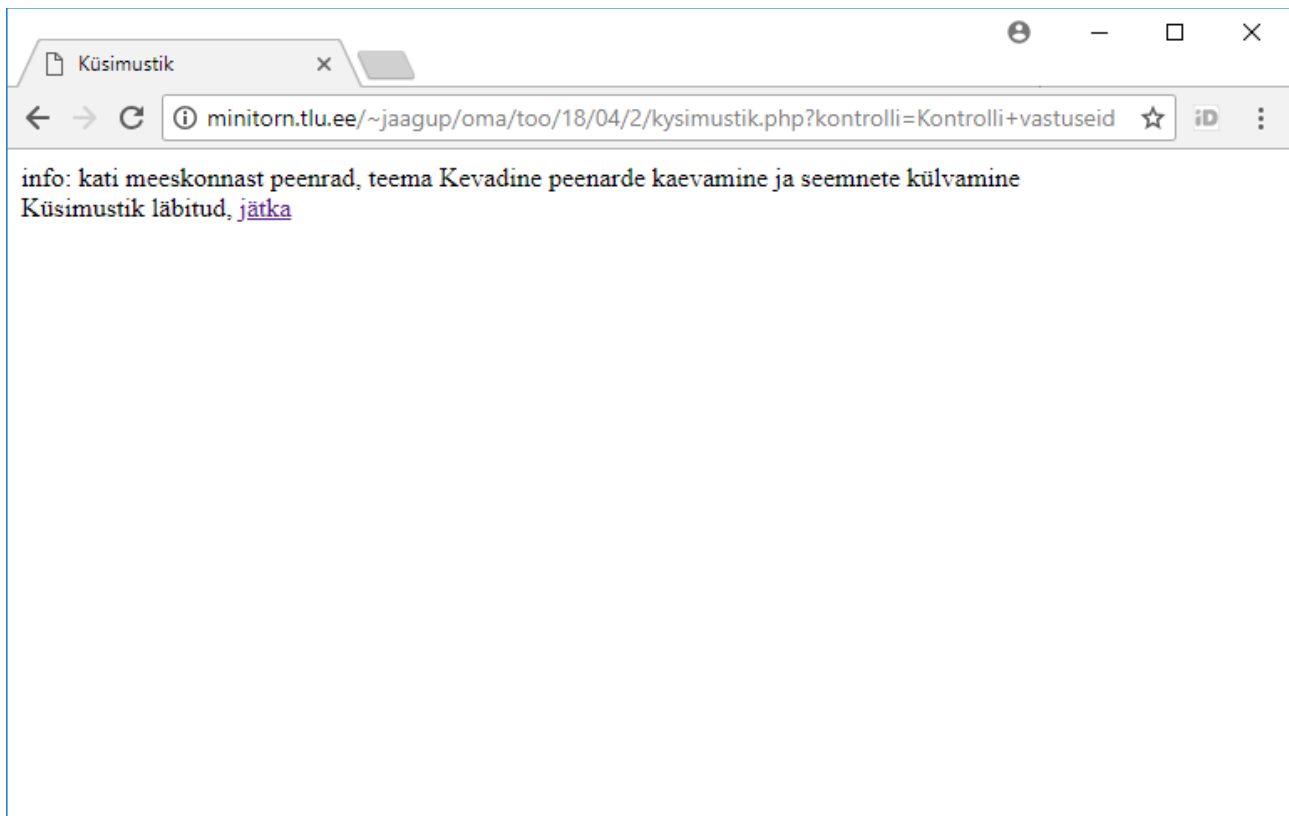 Küsimustik
minitorn.tlu.ee/~jaagup/oma/too/18/04/2/kysimustik.php?kontrolli=Kontrolli+vastuseid
iD
info: kati meeskonnast peenrad, teema Kevadine peenarde kaevamine ja seemnete külvamine
Küsimustik läbitud, jätka